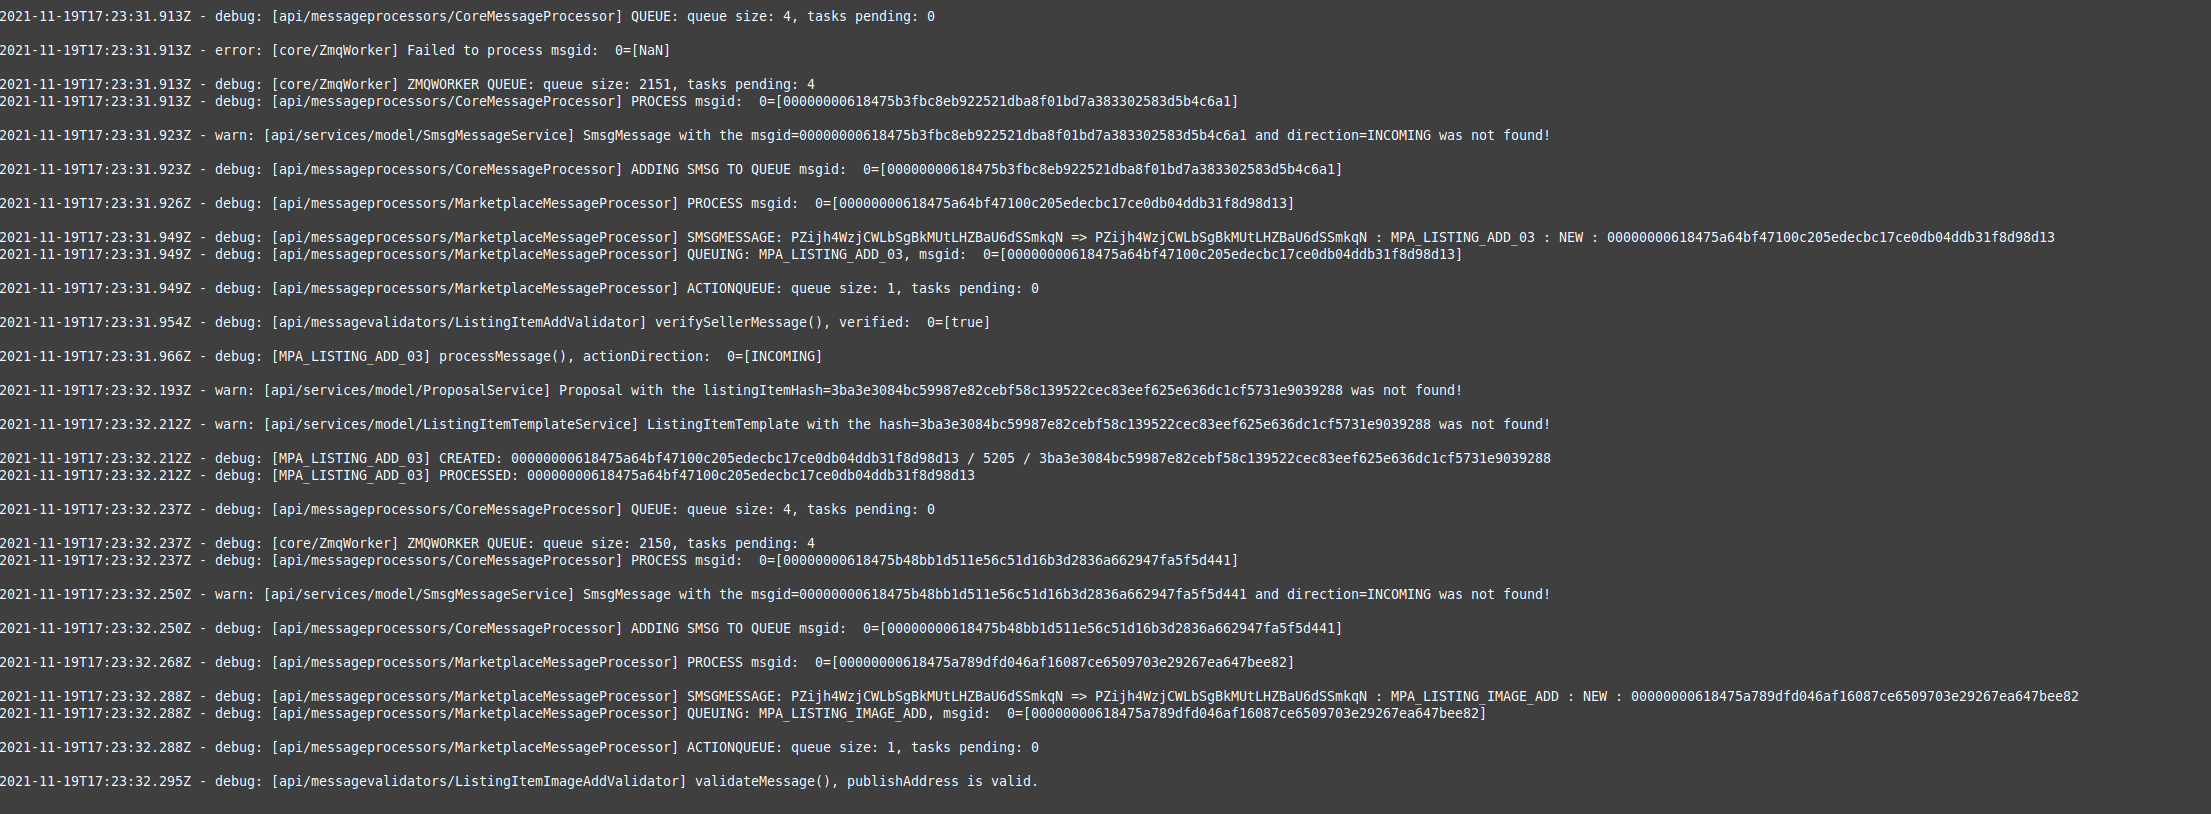 2021-11-19T17:23:31.913Z - debug: [api/messageprocessors/CoreMessageProcessor] QUEUE: queue size: 4, tasks pending: 0
2021-11-19T17:23:31.913Z - error: [core/ZmqWorker] Failed to process msgid:  0=[NaN]
2021-11-19T17:23:31.913Z - debug: [core/ZmqWorker] ZMQWORKER QUEUE: queue size: 2151, tasks pending: 4
2021-11-19T17:23:31.913Z - debug: [api/messageprocessors/CoreMessageProcessor] PROCESS msgid:  0=[00000000618475b3fbc8eb922521dba8f01bd7a383302583d5b4c6a1]
2021-11-19T17:23:31.923Z - warn: [api/services/model/SmsgMessageService] SmsgMessage with the msgid=00000000618475b3fbc8eb922521dba8f01bd7a383302583d5b4c6a1 and direction=INCOMING was not found!
2021-11-19T17:23:31.923Z - debug: [api/messageprocessors/CoreMessageProcessor] ADDING SMSG TO QUEUE msgid:  0=[00000000618475b3fbc8eb922521dba8f01bd7a383302583d5b4c6a1]
2021-11-19T17:23:31.926Z - debug: [api/messageprocessors/MarketplaceMessageProcessor] PROCESS msgid:  0=[00000000618475a64bf47100c205edecbc17ce0db04ddb31f8d98d13]
2021-11-19T17:23:31.949Z - debug: [api/messageprocessors/MarketplaceMessageProcessor] SMSGMESSAGE: PZijh4WzjCWLbSgBkMUtLHZBaU6dSSmkqN => PZijh4WzjCWLbSgBkMUtLHZBaU6dSSmkqN : MPA_LISTING_ADD_03 : NEW : 00000000618475a64bf47100c205edecbc17ce0db04ddb31f8d98d13
2021-11-19T17:23:31.949Z - debug: [api/messageprocessors/MarketplaceMessageProcessor] QUEUING: MPA_LISTING_ADD_03, msgid:  0=[00000000618475a64bf47100c205edecbc17ce0db04ddb31f8d98d13]
2021-11-19T17:23:31.949Z - debug: [api/messageprocessors/MarketplaceMessageProcessor] ACTIONQUEUE: queue size: 1, tasks pending: 0
2021-11-19T17:23:31.954Z - debug: [api/messagevalidators/ListingItemAddValidator] verifySellerMessage(), verified:  0=[true]
2021-11-19T17:23:31.966Z - debug: [MPA_LISTING_ADD_03] processMessage(), actionDirection:  0=[INCOMING]
2021-11-19T17:23:32.193Z - warn: [api/services/model/ProposalService] Proposal with the listingItemHash=3ba3e3084bc59987e82cebf58c139522cec83eef625e636dc1cf5731e9039288 was not found!
2021-11-19T17:23:32.212Z - warn: [api/services/model/ListingItemTemplateService] ListingItemTemplate with the hash=3ba3e3084bc59987e82cebf58c139522cec83eef625e636dc1cf5731e9039288 was not found!
2021-11-19T17:23:32.212Z - debug: [MPA_LISTING_ADD_03] CREATED: 00000000618475a64bf47100c205edecbc17ce0db04ddb31f8d98d13 / 5205 / 3ba3e3084bc59987e82cebf58c139522cec83eef625e636dc1cf5731e9039288
2021-11-19T17:23:32.212Z - debug: [MPA_LISTING_ADD_03] PROCESSED: 00000000618475a64bf47100c205edecbc17ce0db04ddb31f8d98d13
2021-11-19T17:23:32.237Z - debug: [api/messageprocessors/CoreMessageProcessor] QUEUE: queue size: 4, tasks pending: 0
2021-11-19T17:23:32.237Z - debug: [core/ZmqWorker] ZMQWORKER QUEUE: queue size: 2150, tasks pending: 4
2021-11-19T17:23:32.237Z - debug: [api/messageprocessors/CoreMessageProcessor] PROCESS msgid:  0=[00000000618475b48bb1d511e56c51d16b3d2836a662947fa5f5d441]
2021-11-19T17:23:32.250Z - warn: [api/services/model/SmsgMessageService] SmsgMessage with the msgid=00000000618475b48bb1d511e56c51d16b3d2836a662947fa5f5d441 and direction=INCOMING was not found!
2021-11-19T17:23:32.250Z - debug: [api/messageprocessors/CoreMessageProcessor] ADDING SMSG TO QUEUE msgid:  0=[00000000618475b48bb1d511e56c51d16b3d2836a662947fa5f5d441]
2021-11-19T17:23:32.268Z - debug: [api/messageprocessors/MarketplaceMessageProcessor] PROCESS msgid:  0=[00000000618475a789dfd046af16087ce6509703e29267ea647bee82]
2021-11-19T17:23:32.288Z - debug: [api/messageprocessors/MarketplaceMessageProcessor] SMSGMESSAGE: PZijh4WzjCWLbSgBkMUtLHZBaU6dSSmkqN => PZijh4WzjCWLbSgBkMUtLHZBaU6dSSmkqN : MPA_LISTING_IMAGE_ADD : NEW : 00000000618475a789dfd046af16087ce6509703e29267ea647bee82
2021-11-19T17:23:32.288Z - debug: [api/messageprocessors/MarketplaceMessageProcessor] QUEUING: MPA_LISTING_IMAGE_ADD, msgid:  0=[00000000618475a789dfd046af16087ce6509703e29267ea647bee82]
2021-11-19T17:23:32.288Z - debug: [api/messageprocessors/MarketplaceMessageProcessor] ACTIONQUEUE: queue size: 1, tasks pending: 0
2021-11-19T17:23:32.295Z - debug: [api/messagevalidators/ListingItemImageAddValidator] validateMessage(), publishAddress is valid.